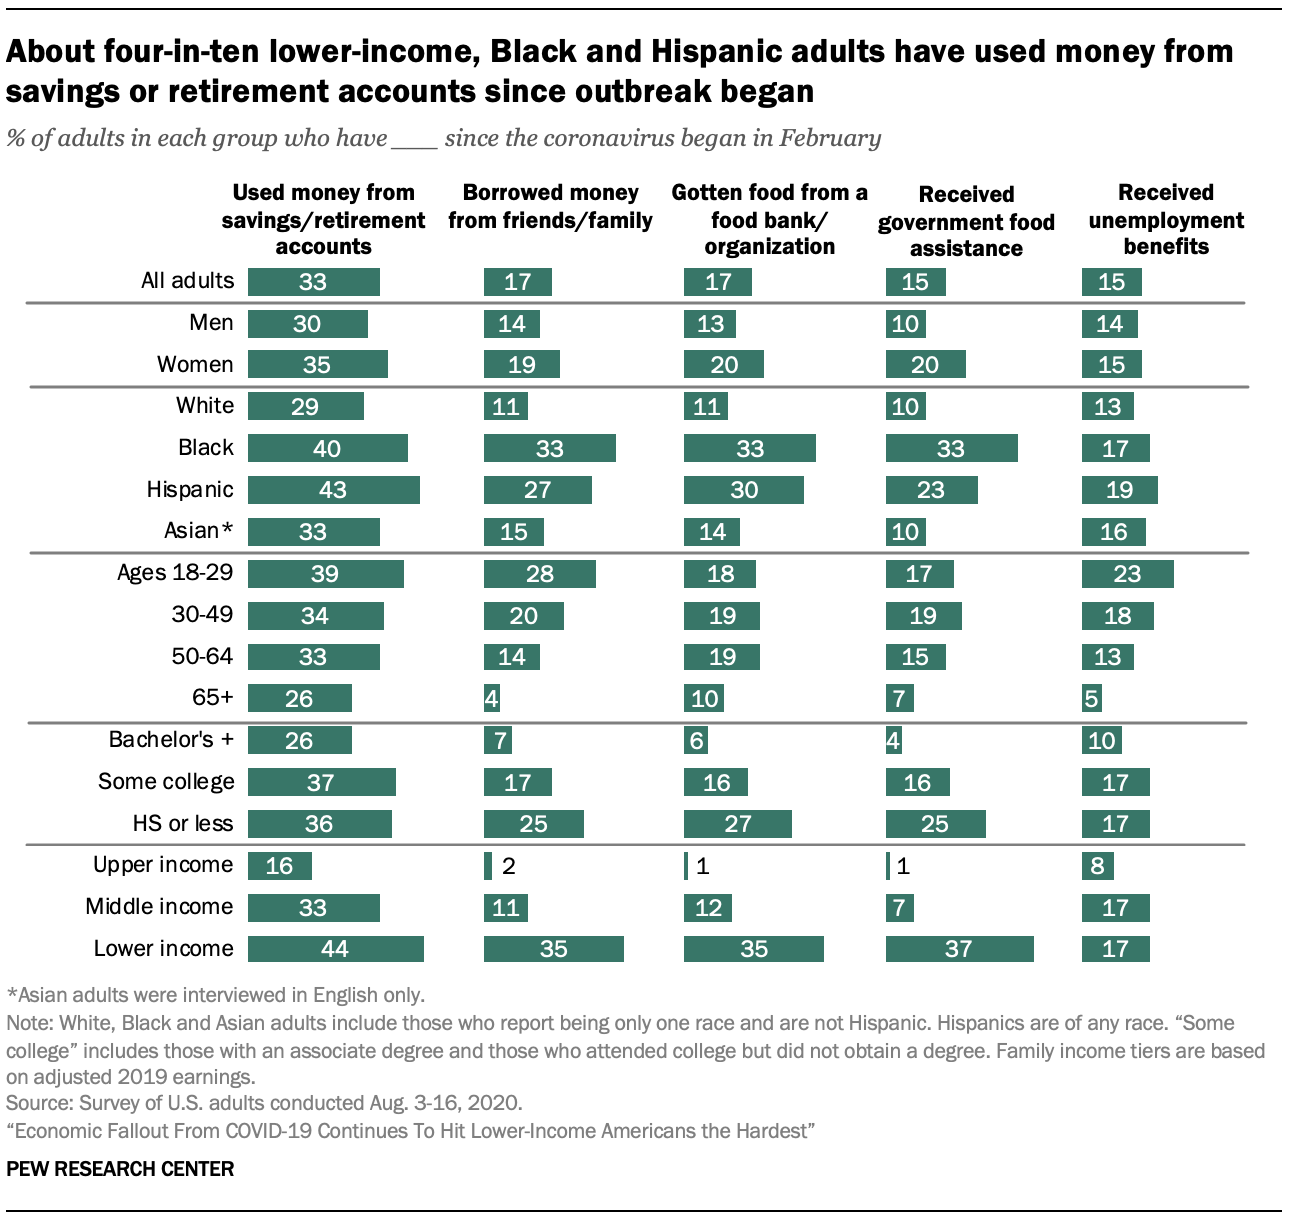 About four-in-ten lower-income, Black and Hispanic adults have used money from
savings or retirement accounts since outbreak began
% of adults in each group who have ____ since the coronavirus began in February
Used money from savings/retirement accounts
Borrowed money from friends/family
Gotten food from a food bank/ organization
Received government food assistance
Received unemployment benefits
All adults 33 17 17 15 15
Men 30 14 13 10 14
Women 35 19 20 20 15
White 29 11 11 10 13
Black 40 33 33 33 17
Hispanic 43 27 30 23 19
Asian* 33 15 14 10 16
Ages 18-29 39 28 18 17 23
30-49 34 20 19 19 18
50-64 33 14 19 15 13
65+ 26 4 10 7 5
Bachelor's + 26 7 6 4 10
Some college 37 17 16 16 17
HS or less 36 25 27 25 17
Upper income 16 2 1 1 8
Middle income 33 11 12 7 17
Lower income 44 35 35 37 17
*Asian adults were interviewed in English only.
Note: White, Black and Asian adults include those who report being only one race and are not Hispanic. Hispanics are of any race. “Some
college” includes those with an associate degree and those who attended college but did not obtain a degree. Family income tiers are based
on adjusted 2019 earnings.
Source: Survey of U.S. adults conducted Aug. 3-16, 2020.
“Economic Fallout From COVID-19 Continues To Hit Lower-Income Americans the Hardest”
PEW RESEARCH CENTER